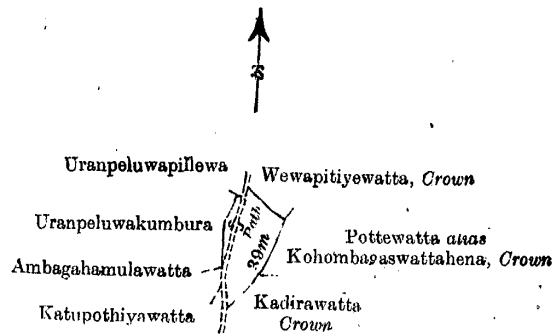 Uranpeluwapillewa
Wewapitiyewatta, Crown
Uranpeluwakumbura
Path
39m
Pottewatta alias
Kohombagaswattahena, Crown
Ambagahamulawatta
Katupothiyawatta
Kadirawatta
Crown